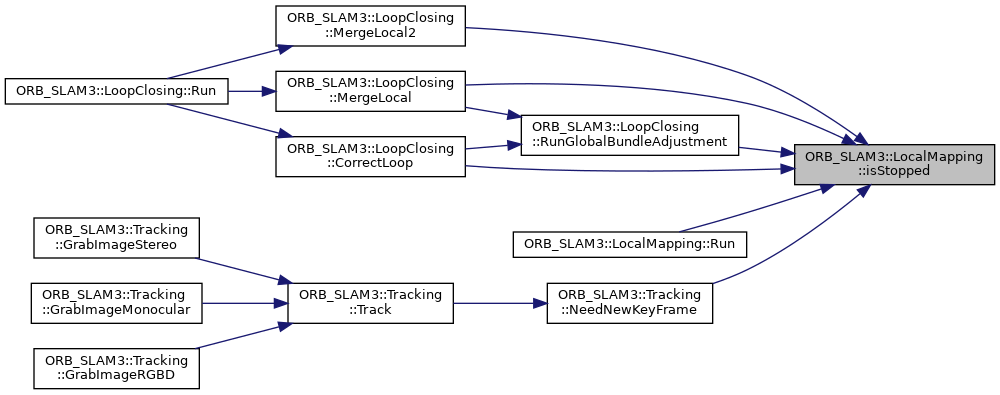 ORB_SLAM3::LoopClosing
::MergeLocal2
ORB_SLAM3::LoopClosing::Run
ORB_SLAM3::LoopClosing
::MergeLocal
ORB_SLAM3::LoopClosing
::RunGlobalBundleAdjustment
ORB_SLAM3::LoopClosing
::CorrectLoop
ORB_SLAM3::LocalMapping
::isStopped
ORB_SLAM3::Tracking
::GrabImageStereo
ORB_SLAM3::LocalMapping::Run
ORB_SLAM3::Tracking
::GrabImageMonocular
ORB_SLAM3::Tracking
::Track
ORB_SLAM3::Tracking
::NeedNewKeyFrame
ORB_SLAM3::Tracking
::GrabImageRGBD